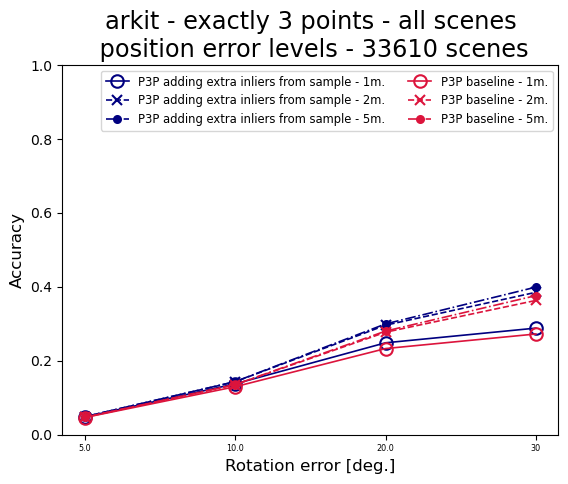 arkit - exactly 3 points - all scenes
position error levels - 33610 scenes
P3P adding extra inliers from sample - 1m.
P3P adding extra inliers from sample - 2m.
P3P adding extra inliers from sample - 5m.
P3P baseline - 1m.
P3P baseline - 2m.
P3P baseline - 5m.
1.0
0.8
0.6
0.4
0.2
0.0
Accuracy
5.0 10.0 20.0 30
Rotation error [deg.]